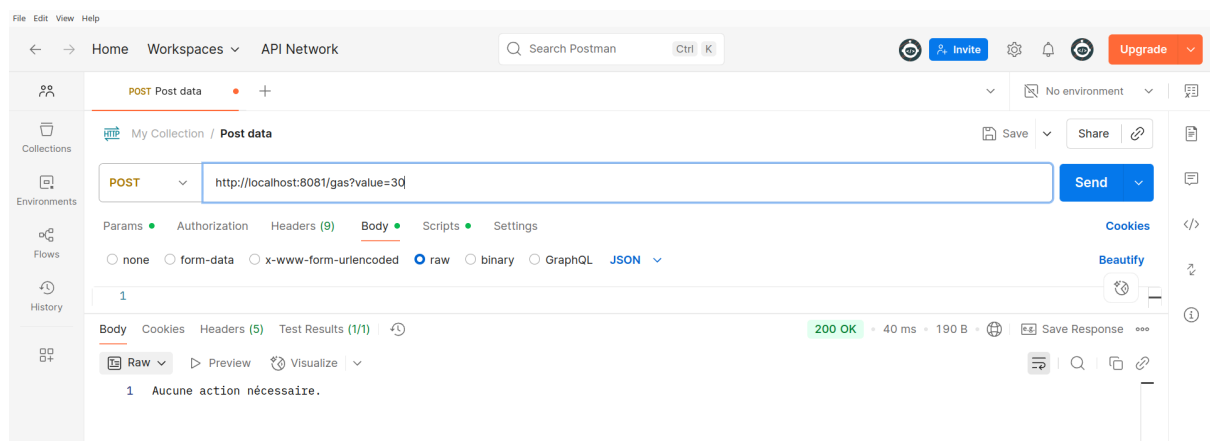 File Edit View Help
Home Workspaces API Network Search Postman Ctrl K Invite Upgrade
POST Post data No environment
HTTP My Collection / Post data Save Share
Collections
POST http://localhost:8081/gas?value=30 Send
Environments
Params Authorization Headers (9) Body Scripts Settings Cookies
Flows
none form-data x-www-form-urlencoded raw binary GraphQL JSON Beautify
History
1
Body Cookies Headers (5) Test Results (1/1) 200 OK 40 ms 190 B e.g. Save Response
Raw Preview Visualize
1 Aucune action nécessaire.